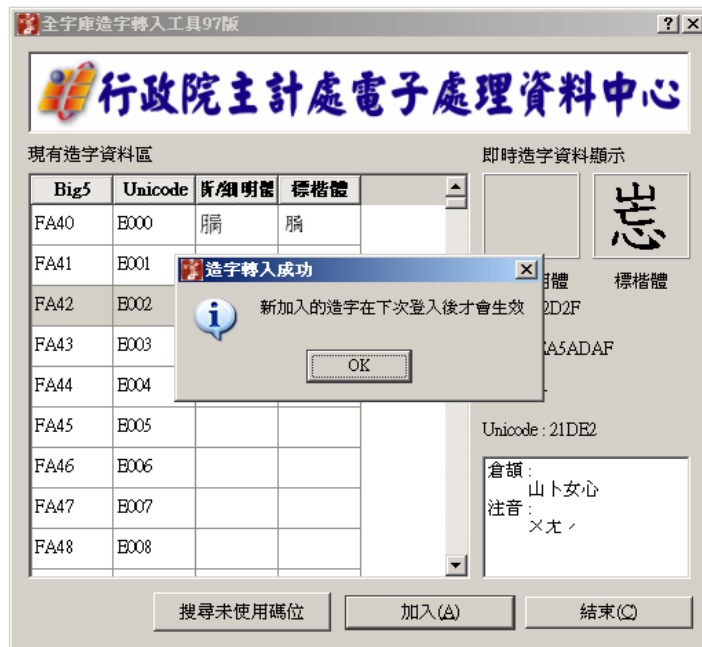 全字庫造字轉入工具97版
行政院主計處電子處理資料中心
現有造字資料區
即時造字資料顯示
Big5 Unicode 新/細明體 標楷體
FA40 E000
FA41 E001
FA42 E002
FA43 E003
FA44 E004
FA45 E005
FA46 E006
FA47 E007
FA48 E008
造字轉入成功
新加入的造字在下次登入後才會生效
OK
明體 標楷體
2D2F
A5ADAF
Unicode : 21DE2
倉頡 :
山卜女心
注音 :
ㄨㄤˊ
搜尋未使用碼位 加入(A) 結束(C)